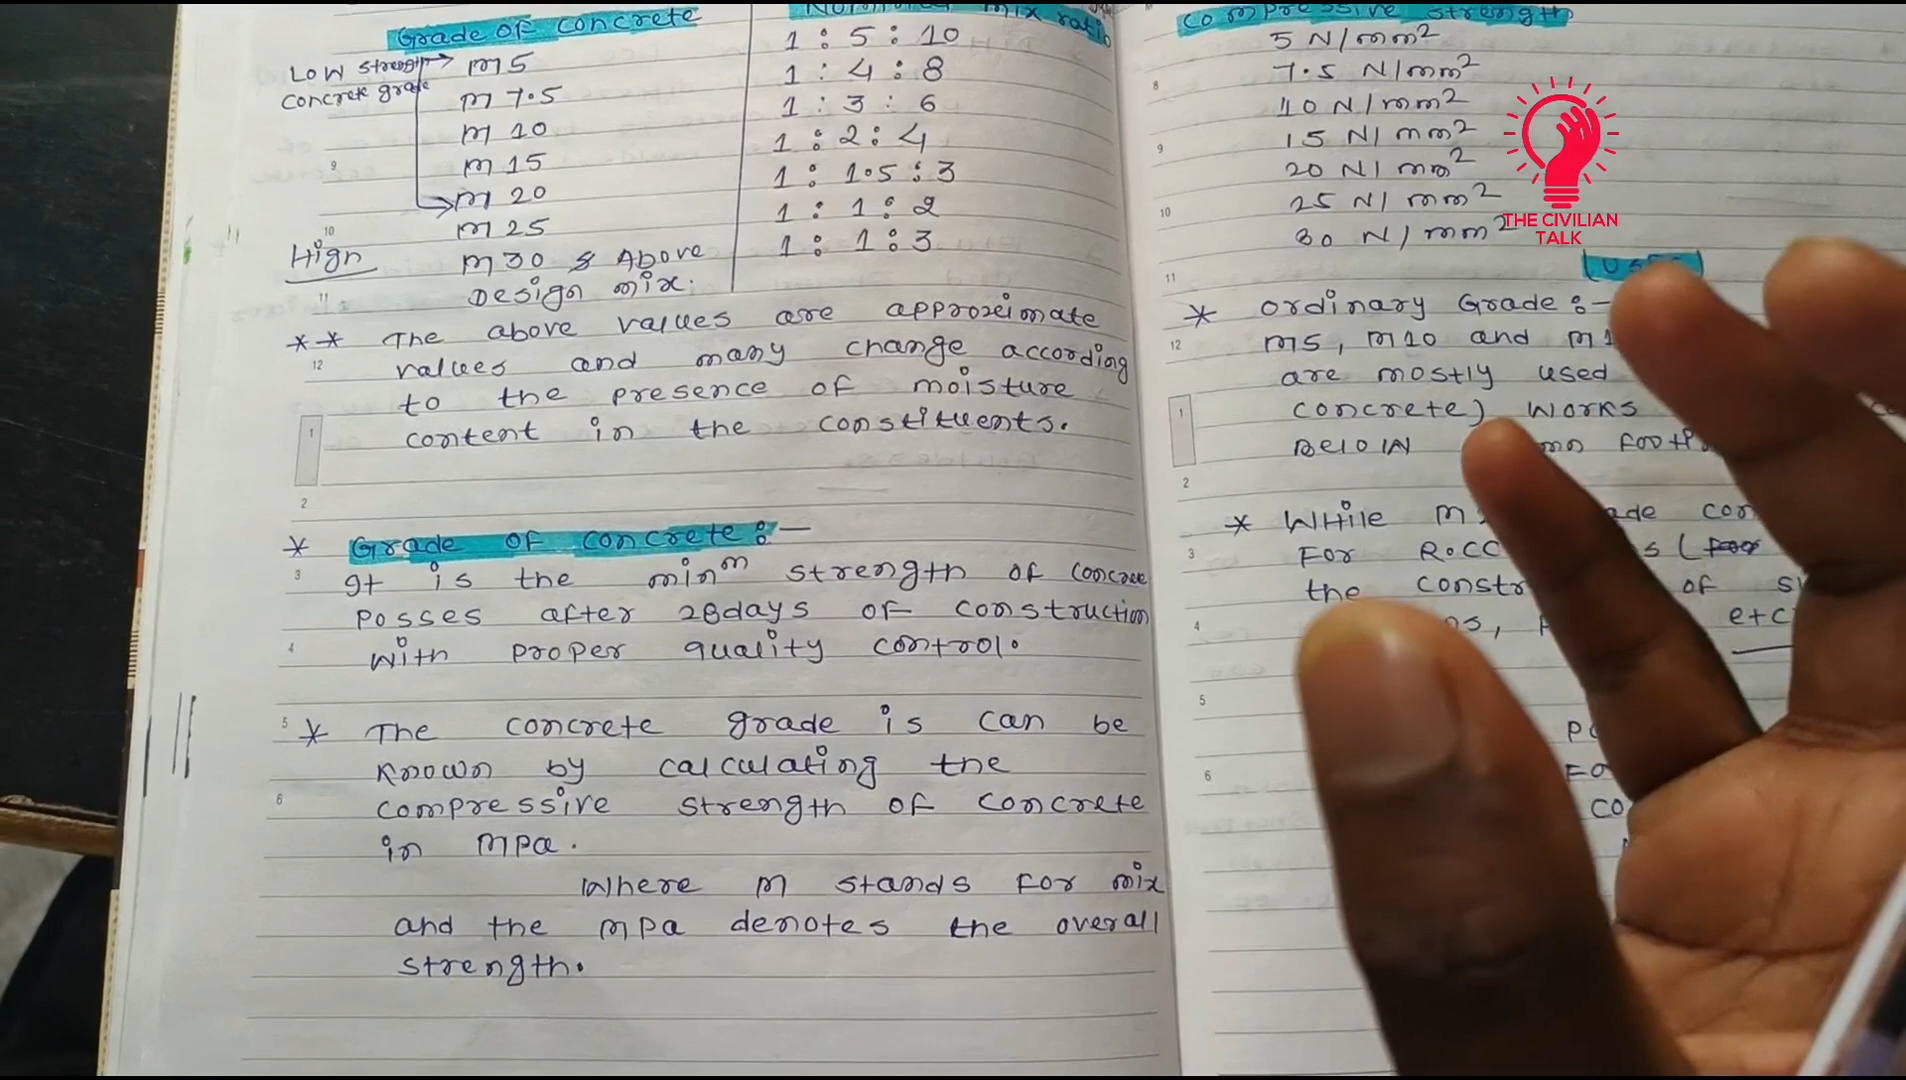 Grade of concrete
Low strength
concrete grade
M 5
M 7.5
M 10
M 15
M 20
M 25
High
M 30 & Above
Design mix.
mix ratio
1 : 5 : 10
1 : 4 : 8
1 : 3 : 6
1 : 2 : 4
1 : 1.5 : 3
1 : 1 : 2
1 : 1 : 3
** The above values are approximate
values and many change according
to the presence of moisture
content in the constituents.
* Grade of concrete :-
It is the minm strength of concree
posses after 28days of construction
with proper quality control.
* The concrete grade is can be
known by calculating the
compressive strength of concrete
in MPa.
Where M stands for mix
and the MPa denotes the overall
strength.
compressive strength
5 N/mm²
7.5 N/mm²
10 N/mm²
15 N/mm²
20 N/mm²
25 N/mm²
30 N/mm²
THE CIVILIAN
TALK
* Ordinary Grade :-
M5, M10 and
are mostly used
concrete) works
Below
* While
For R.C.C
the of
etc